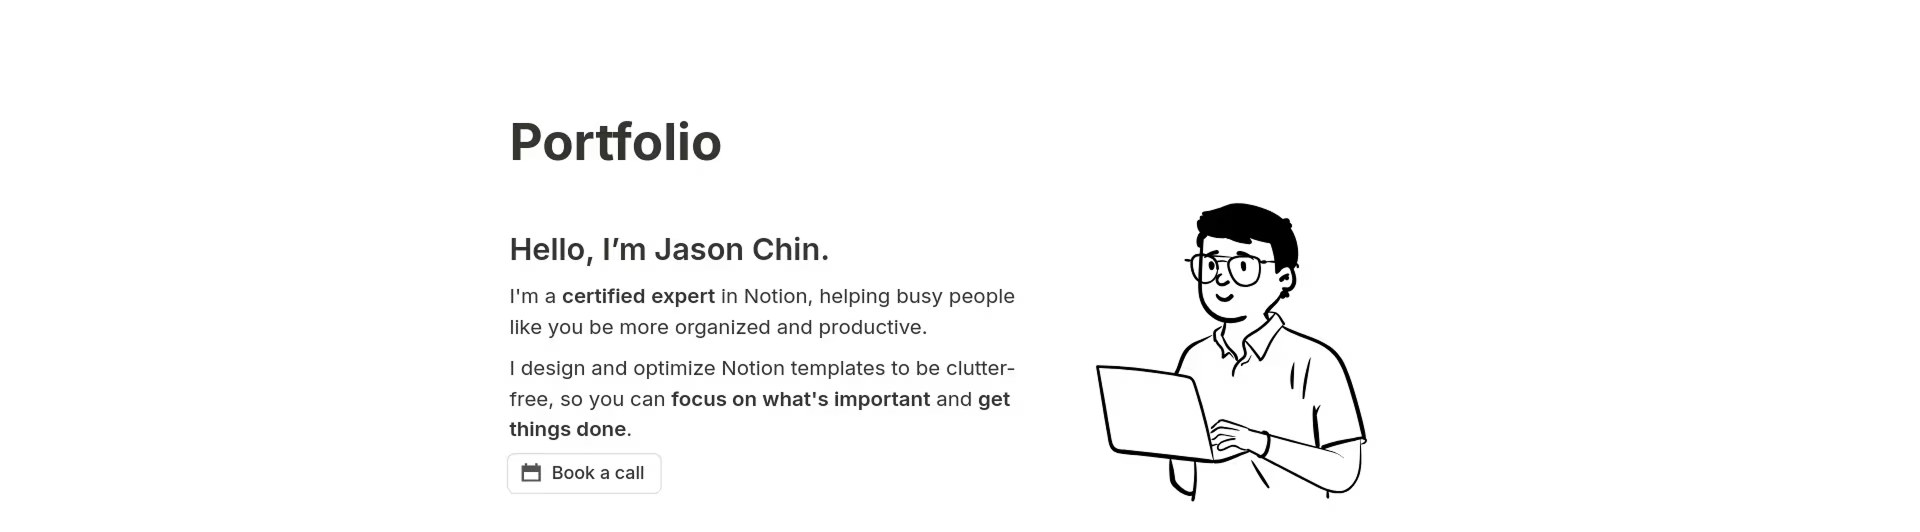 Portfolio
Hello, I’m Jason Chin.
I'm a certified expert in Notion, helping busy people
like you be more organized and productive.
I design and optimize Notion templates to be clutter-
free, so you can focus on what's important and get
things done.
Book a call